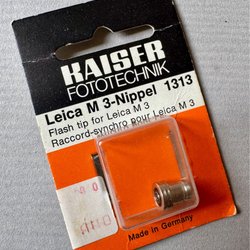 KAISER
FOTOTECHNIK
Leica M 3-Nippel 1313
Flash tip for Leica M 3
Raccord-synchro pour Leica M 3
Made in Germany